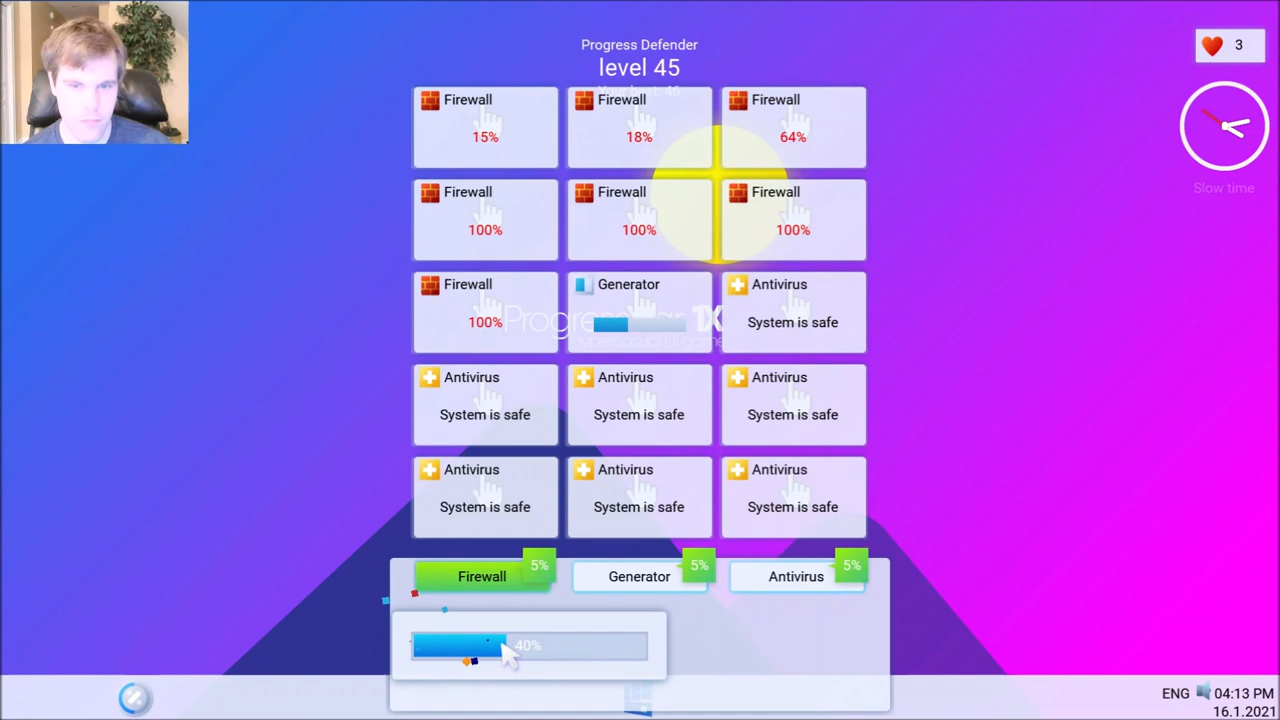 Progress Defender
level 45
3
Firewall
15%
Firewall
18%
Firewall
64%
Slow time
Firewall
100%
Firewall
100%
Firewall
100%
Firewall
100%
Generator
Antivirus
System is safe
Antivirus
System is safe
Antivirus
System is safe
Antivirus
System is safe
Antivirus
System is safe
Antivirus
System is safe
Antivirus
System is safe
Firewall 5%
Generator 5%
Antivirus 5%
40%
ENG 04:13 PM
16.1.2021